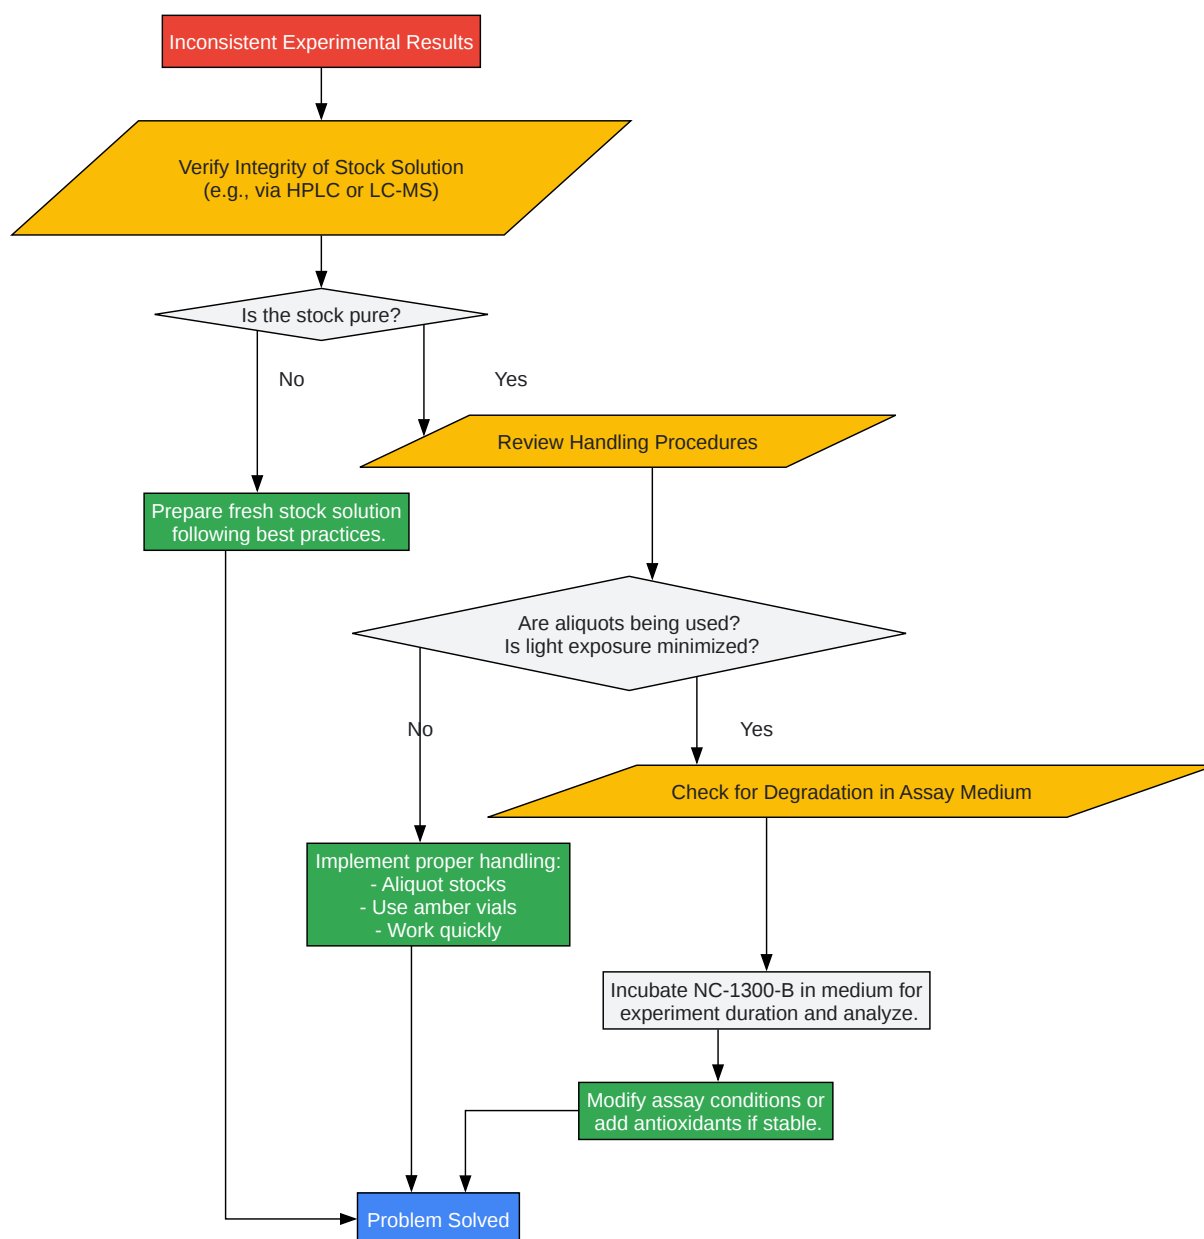 Inconsistent Experimental Results
Verify Integrity of Stock Solution
(e.g., via HPLC or LC-MS)
Is the stock pure?
No
Yes
Review Handling Procedures
Prepare fresh stock solution
following best practices.
Are aliquots being used?
Is light exposure minimized?
No
Yes
Check for Degradation in Assay Medium
Implement proper handling:
- Aliquot stocks
- Use amber vials
- Work quickly
Incubate NC-1300-B in medium for
experiment duration and analyze.
Modify assay conditions or
add antioxidants if stable.
Problem Solved